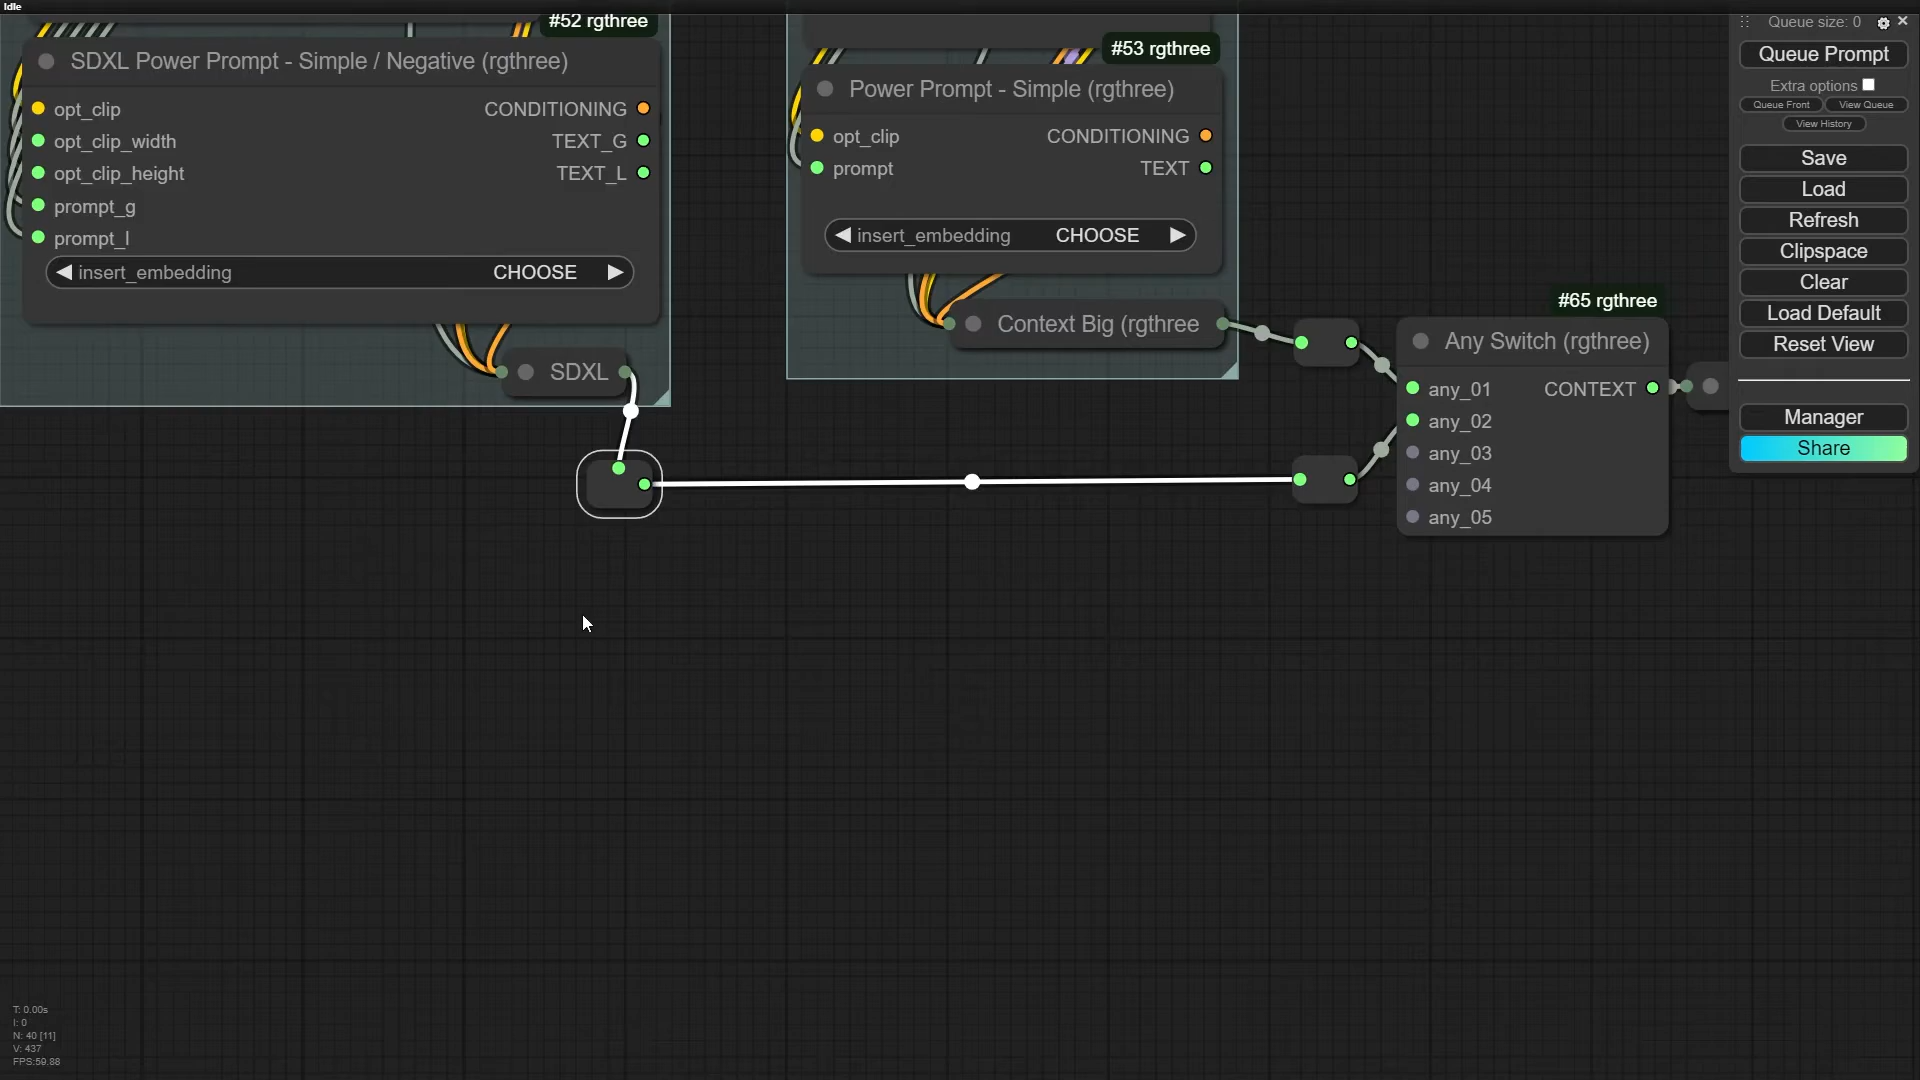 Idle
#52 rgthree
SDXL Power Prompt - Simple / Negative (rgthree)
opt_clip
CONDITIONING
opt_clip_width
TEXT_G
opt_clip_height
TEXT_L
prompt_g
prompt_l
insert_embedding
CHOOSE
SDXL
#53 rgthree
Power Prompt - Simple (rgthree)
opt_clip
CONDITIONING
prompt
TEXT
insert_embedding
CHOOSE
Context Big (rgthree
#65 rgthree
Any Switch (rgthree)
any_01
CONTEXT
any_02
any_03
any_04
any_05
Queue size: 0
Queue Prompt
Extra options
Queue Front
View Queue
View History
Save
Load
Refresh
Clipspace
Clear
Load Default
Reset View
Manager
Share
T: 0.00s
I: 0
N: 40 [11]
V: 437
FPS:59.88